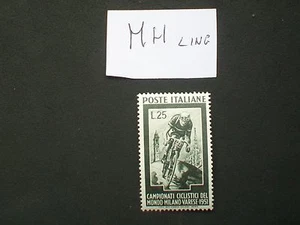 MH LING
POSTE ITALIANE
L.25
CAMPIONATI CICLISTICI DEL
MONDO MILANO VARESE 1951